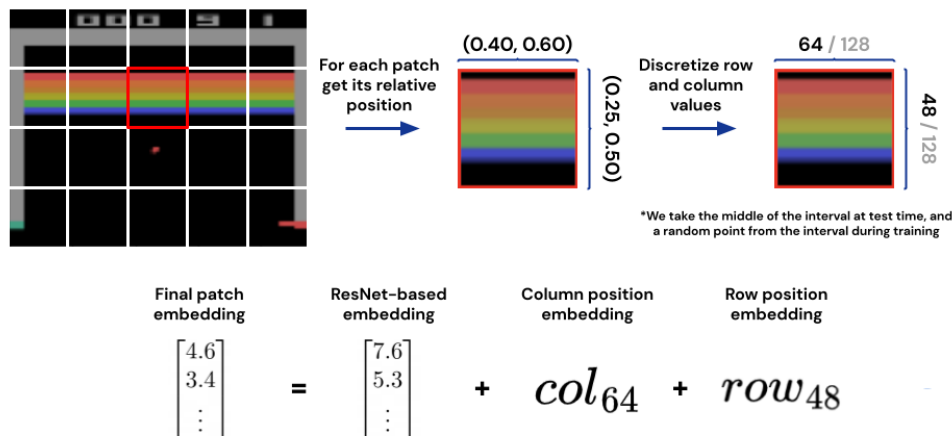 000 9 1
For each patch
get its relative
position
(0.40, 0.60)
(0.25, 0.50)
Discretize row
and column
values
64 / 128
48 / 128
*We take the middle of the interval at test time, and
a random point from the interval during training
Final patch
embedding
ResNet-based
embedding
Column position
embedding
Row position
embedding
4.6
3.4
⋮
=
7.6
5.3
⋮
+
col64
+
row48